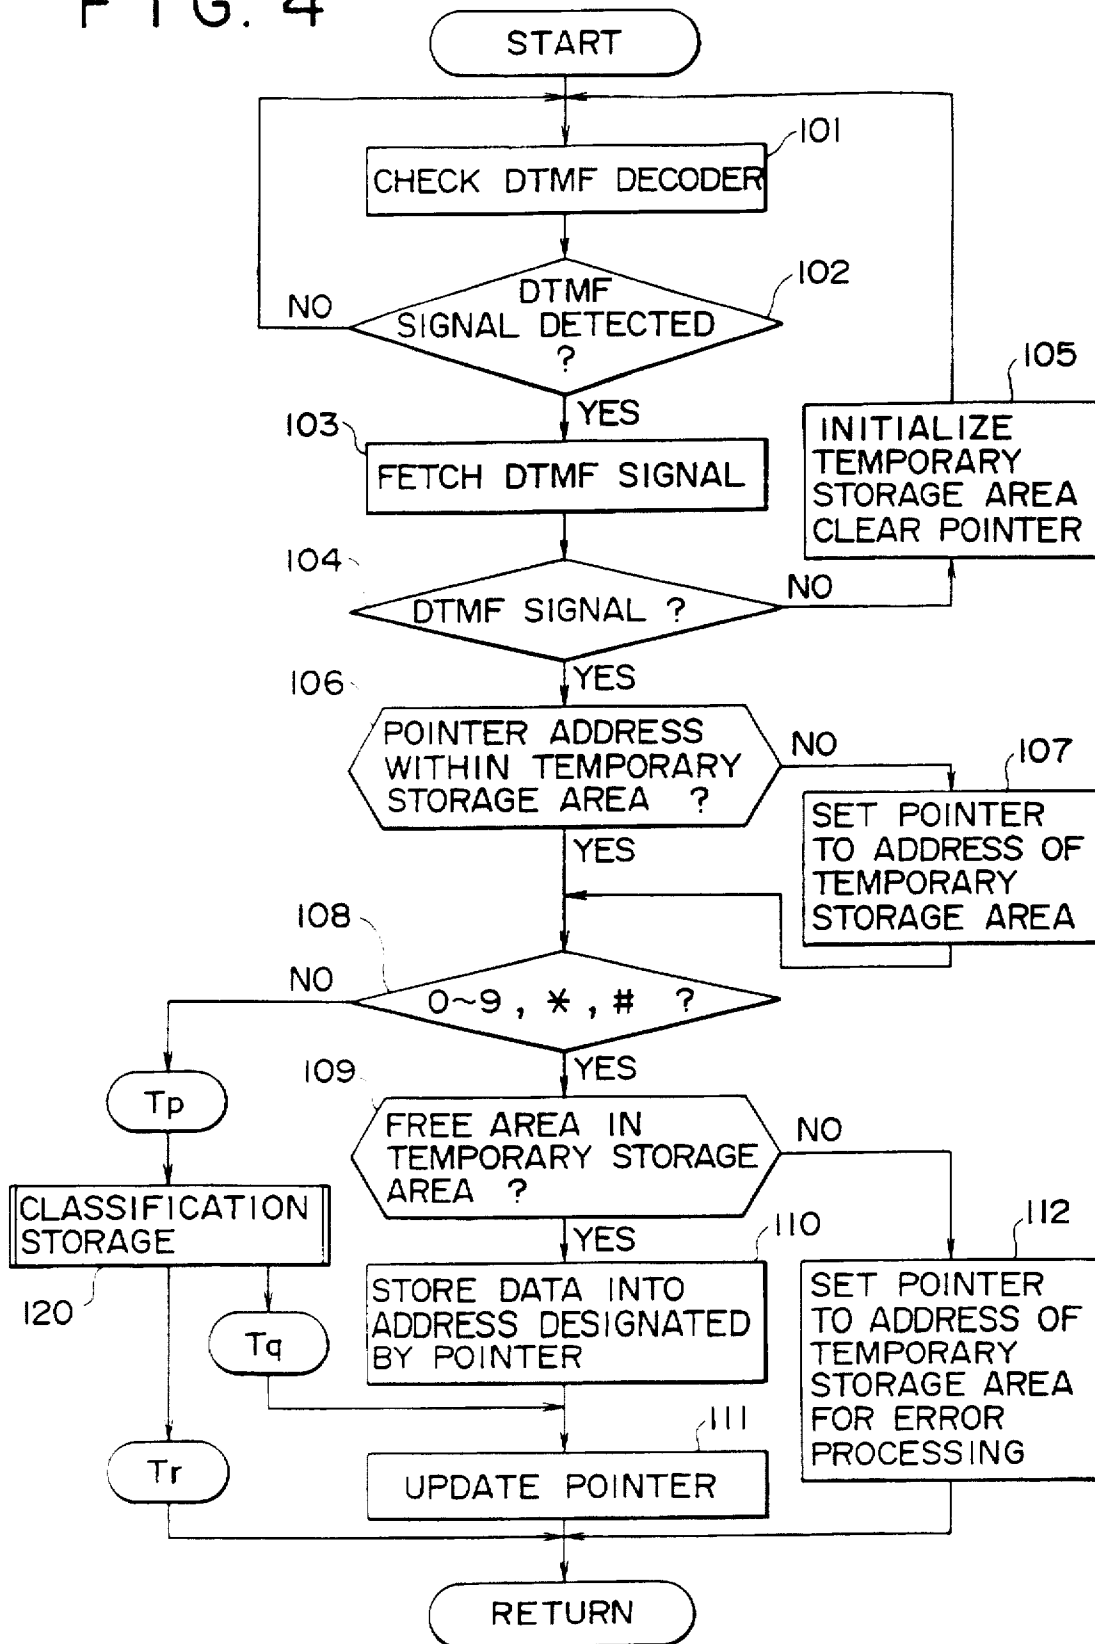 FIG. 4
START
101
CHECK DTMF DECODER
102
DTMF
SIGNAL DETECTED
?
NO
YES
103
FETCH DTMF SIGNAL
105
INITIALIZE
TEMPORARY
STORAGE AREA
CLEAR POINTER
104
DTMF SIGNAL ?
NO
YES
106
POINTER ADDRESS
WITHIN TEMPORARY
STORAGE AREA ?
NO
YES
107
SET POINTER
TO ADDRESS OF
TEMPORARY
STORAGE AREA
108
0~9, *, # ?
NO
YES
Tp
109
FREE AREA IN
TEMPORARY STORAGE
AREA ?
NO
YES
CLASSIFICATION
STORAGE
120
Tq
110
STORE DATA INTO
ADDRESS DESIGNATED
BY POINTER
112
SET POINTER
TO ADDRESS OF
TEMPORARY
STORAGE AREA
FOR ERROR
PROCESSING
Tr
111
UPDATE POINTER
RETURN